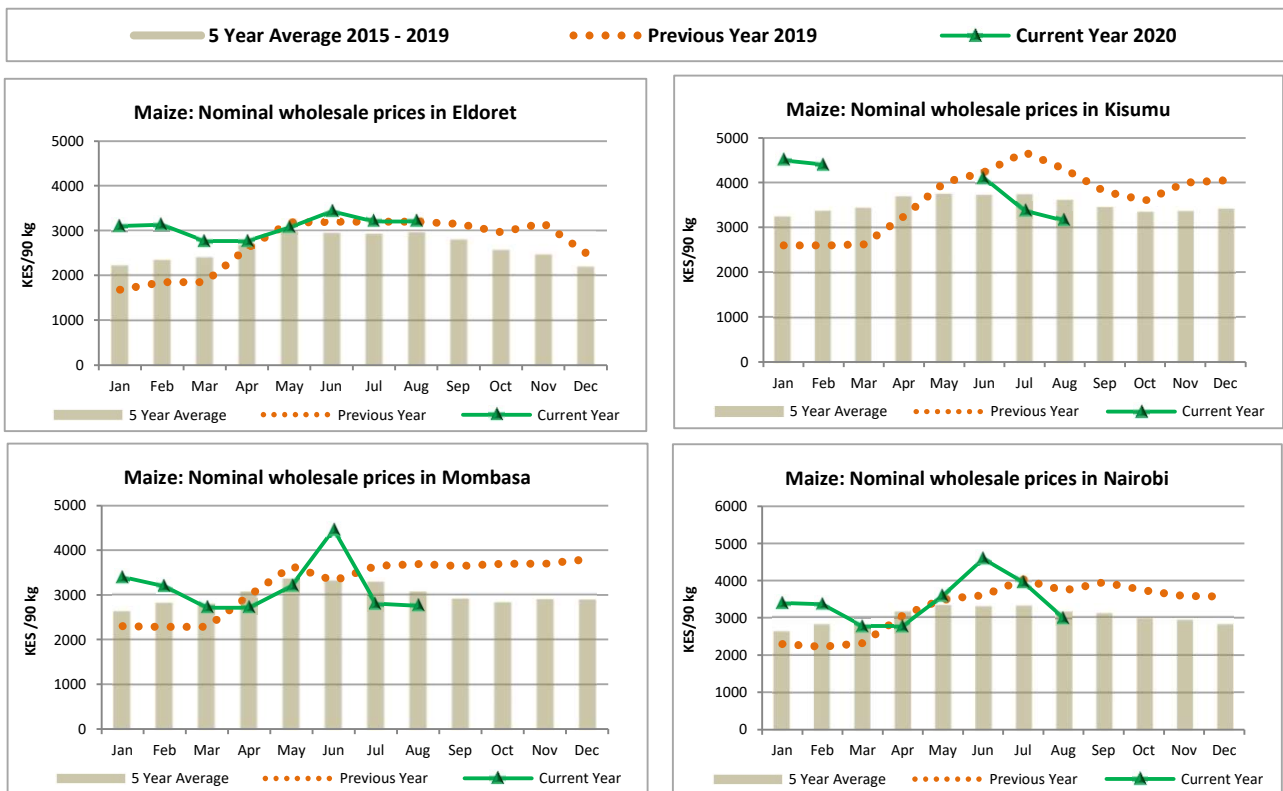 5 Year Average 2015 - 2019 Previous Year 2019 Current Year 2020
Maize: Nominal wholesale prices in Eldoret
KES/90 kg
5000
4000
3000
2000
1000
0
Jan Feb Mar Apr May Jun Jul Aug Sep Oct Nov Dec
5 Year Average Previous Year Current Year
Maize: Nominal wholesale prices in Kisumu
KES/90 kg
5000
4000
3000
2000
1000
0
Jan Feb Mar Apr May Jun Jul Aug Sep Oct Nov Dec
5 Year Average Previous Year Current Year
Maize: Nominal wholesale prices in Mombasa
KES /90 kg
5000
4000
3000
2000
1000
0
Jan Feb Mar Apr May Jun Jul Aug Sep Oct Nov Dec
5 Year Average Previous Year Current Year
Maize: Nominal wholesale prices in Nairobi
KES/90 kg
6000
5000
4000
3000
2000
1000
0
Jan Feb Mar Apr May Jun Jul Aug Sep Oct Nov Dec
5 Year Average Previous Year Current Year